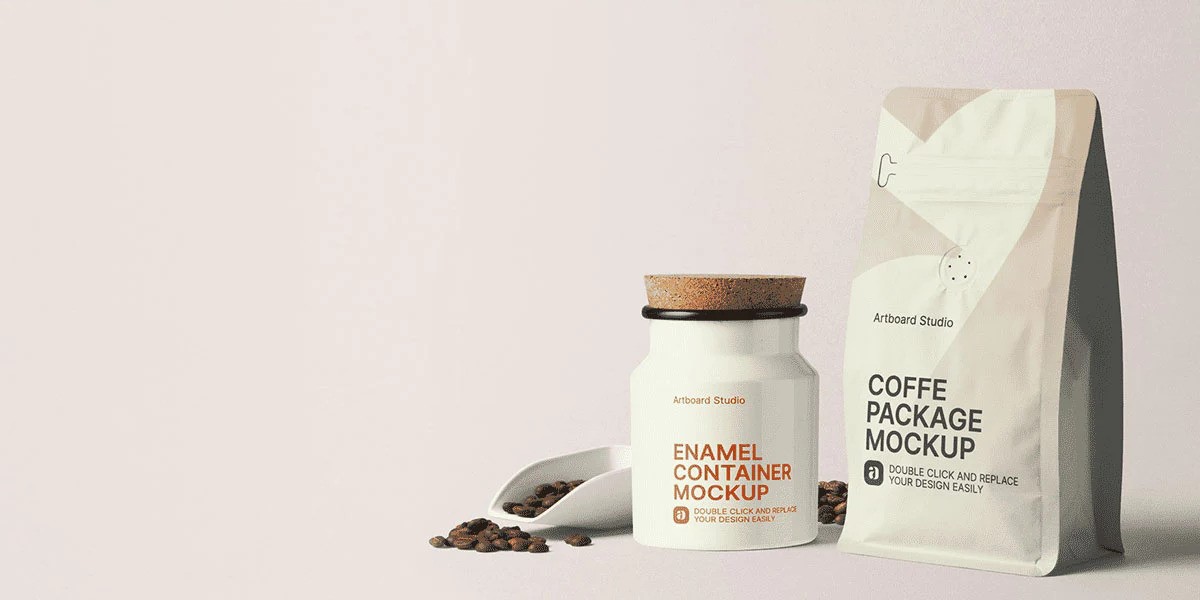 Artboard Studio
ENAMEL
CONTAINER
MOCKUP
a DOUBLE CLICK AND REPLACE
YOUR DESIGN EASILY
Artboard Studio
COFFE
PACKAGE
MOCKUP
a DOUBLE CLICK AND REPLACE
YOUR DESIGN EASILY